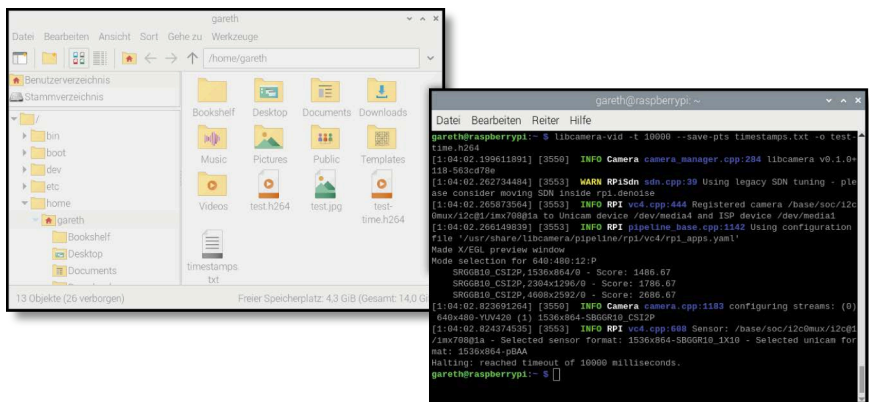 gareth
Datei Bearbeiten Ansicht Sort Gehe zu Werkzeuge
/home/gareth
Benutzerverzeichnis
Stammverzeichnis
/
bin
boot
dev
etc
home
gareth
Bookshelf
Desktop
Documents
Bookshelf Desktop Documents Downloads
Music Pictures Public Templates
Videos test.h264 test.jpg test-
time.h264
timestamps.
txt
13 Objekte (26 verborgen) Freier Speicherplatz: 4,3 GiB (Gesamt: 14,0 G
gareth@raspberrypi: ~
Datei Bearbeiten Reiter Hilfe
gareth@raspberrypi:~ $ libcamera-vid -t 10000 --save-pts timestamps.txt -o test-
time.h264
[1:04:02.199611891] [3550] INFO Camera camera_manager.cpp:284 libcamera v0.1.0+
118-563cd78e
[1:04:02.262734484] [3553] WARN RPiSdn sdn.cpp:39 Using legacy SDN tuning - ple
ase consider moving SDN inside rpi.denoise
[1:04:02.265873564] [3553] INFO RPI vc4.cpp:444 Registered camera /base/soc/i2c
0mux/i2c@1/imx708@1a to Unicam device /dev/media4 and ISP device /dev/media1
[1:04:02.266149839] [3553] INFO RPI pipeline_base.cpp:1142 Using configuration
file '/usr/share/libcamera/pipeline/rpi/vc4/rpi_apps.yaml'
Made X/EGL preview window
Mode selection for 640:480:12:P
SRGGB10_CSI2P,1536x864/0 - Score: 1486.67
SRGGB10_CSI2P,2304x1296/0 - Score: 1786.67
SRGGB10_CSI2P,4608x2592/0 - Score: 2686.67
[1:04:02.823691264] [3550] INFO Camera camera.cpp:1183 configuring streams: (0)
640x480-YUV420 (1) 1536x864-SBGGR10_CSI2P
[1:04:02.824374535] [3553] INFO RPI vc4.cpp:608 Sensor: /base/soc/i2c0mux/i2c@1
/imx708@1a - Selected sensor format: 1536x864-SBGGR10_1X10 - Selected unicam for
mat: 1536x864-pBAA
Halting: reached timeout of 10000 milliseconds.
gareth@raspberrypi:~ $